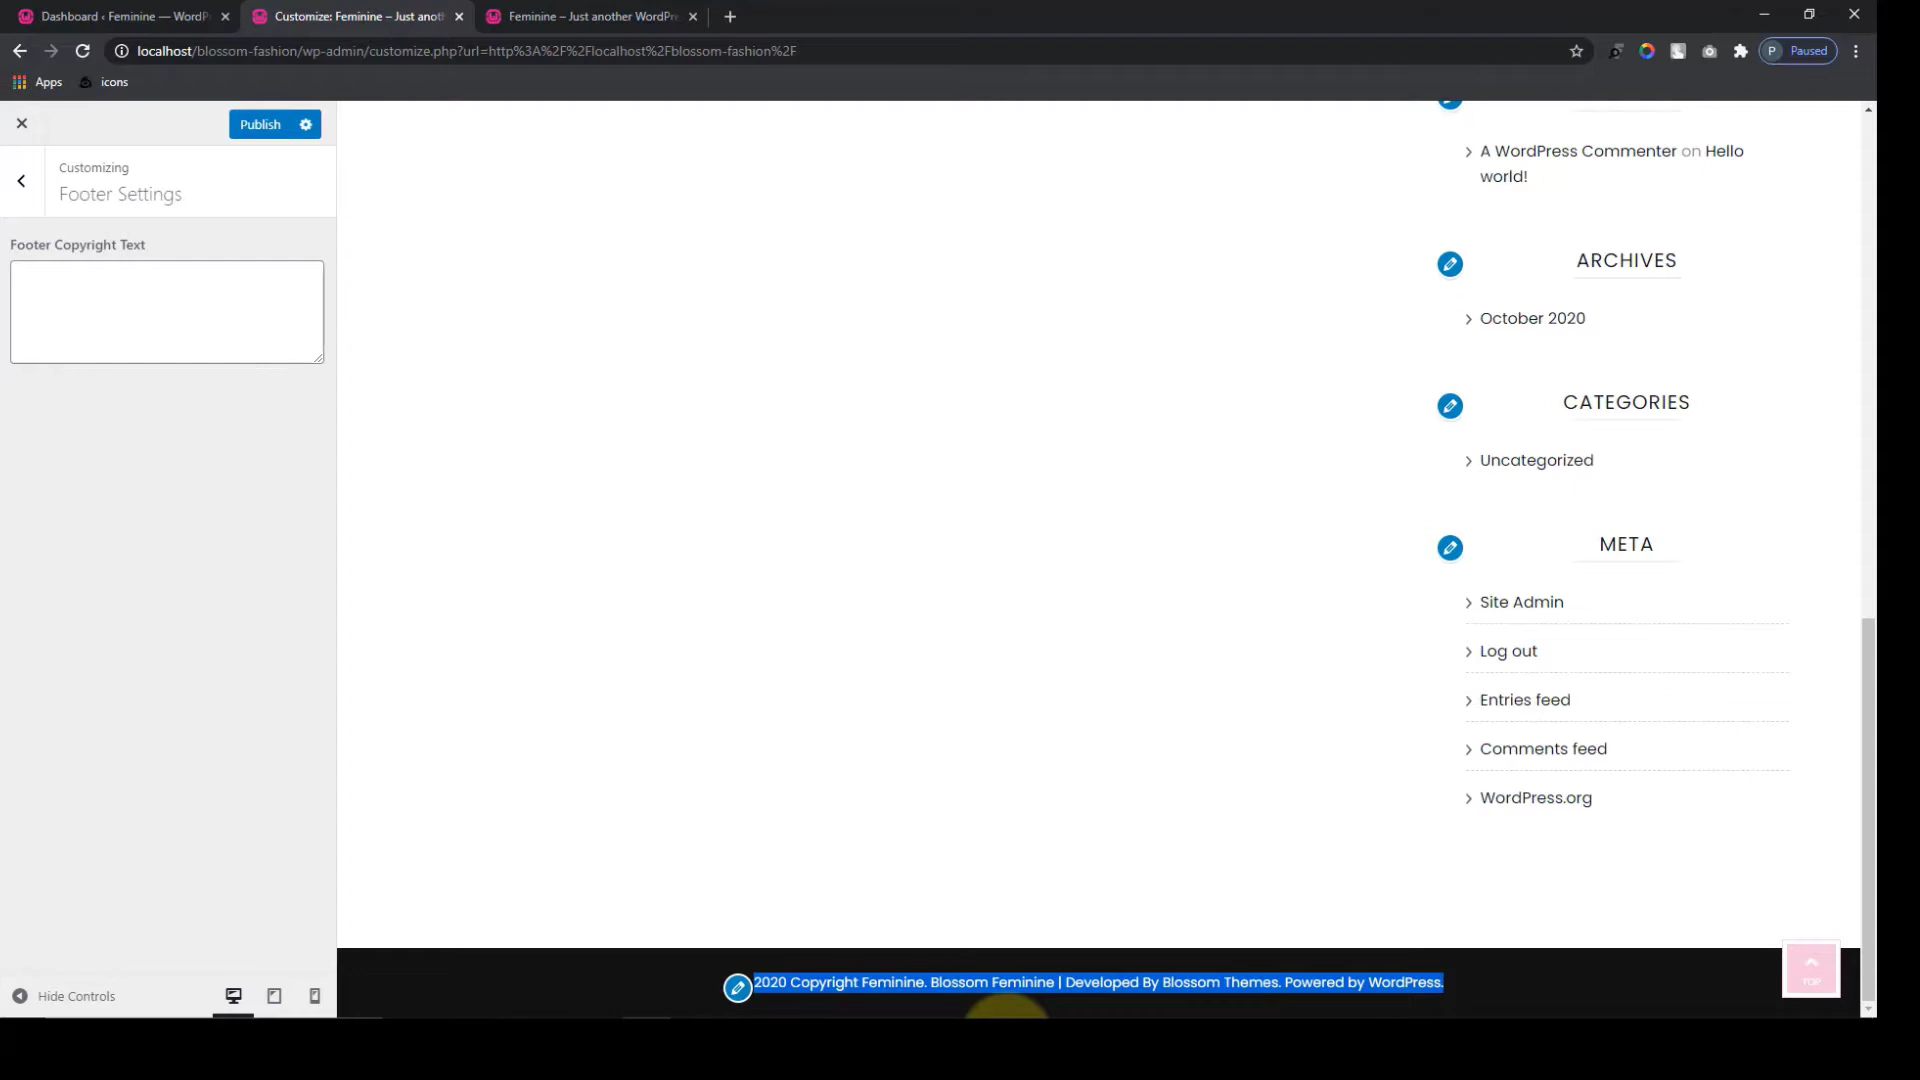 Dashboard ‹ Feminine — WordP
Customize: Feminine – Just anot
Feminine – Just another WordPre
localhost/blossom-fashion/wp-admin/customize.php?url=http%3A%2F%2Flocalhost%2Fblossom-fashion%2F
P Paused
Apps
icons
Publish
Customizing
Footer Settings
Footer Copyright Text
A WordPress Commenter on Hello
world!
ARCHIVES
October 2020
CATEGORIES
Uncategorized
META
Site Admin
Log out
Entries feed
Comments feed
WordPress.org
TOP
2020 Copyright Feminine. Blossom Feminine | Developed By Blossom Themes. Powered by WordPress.
Hide Controls